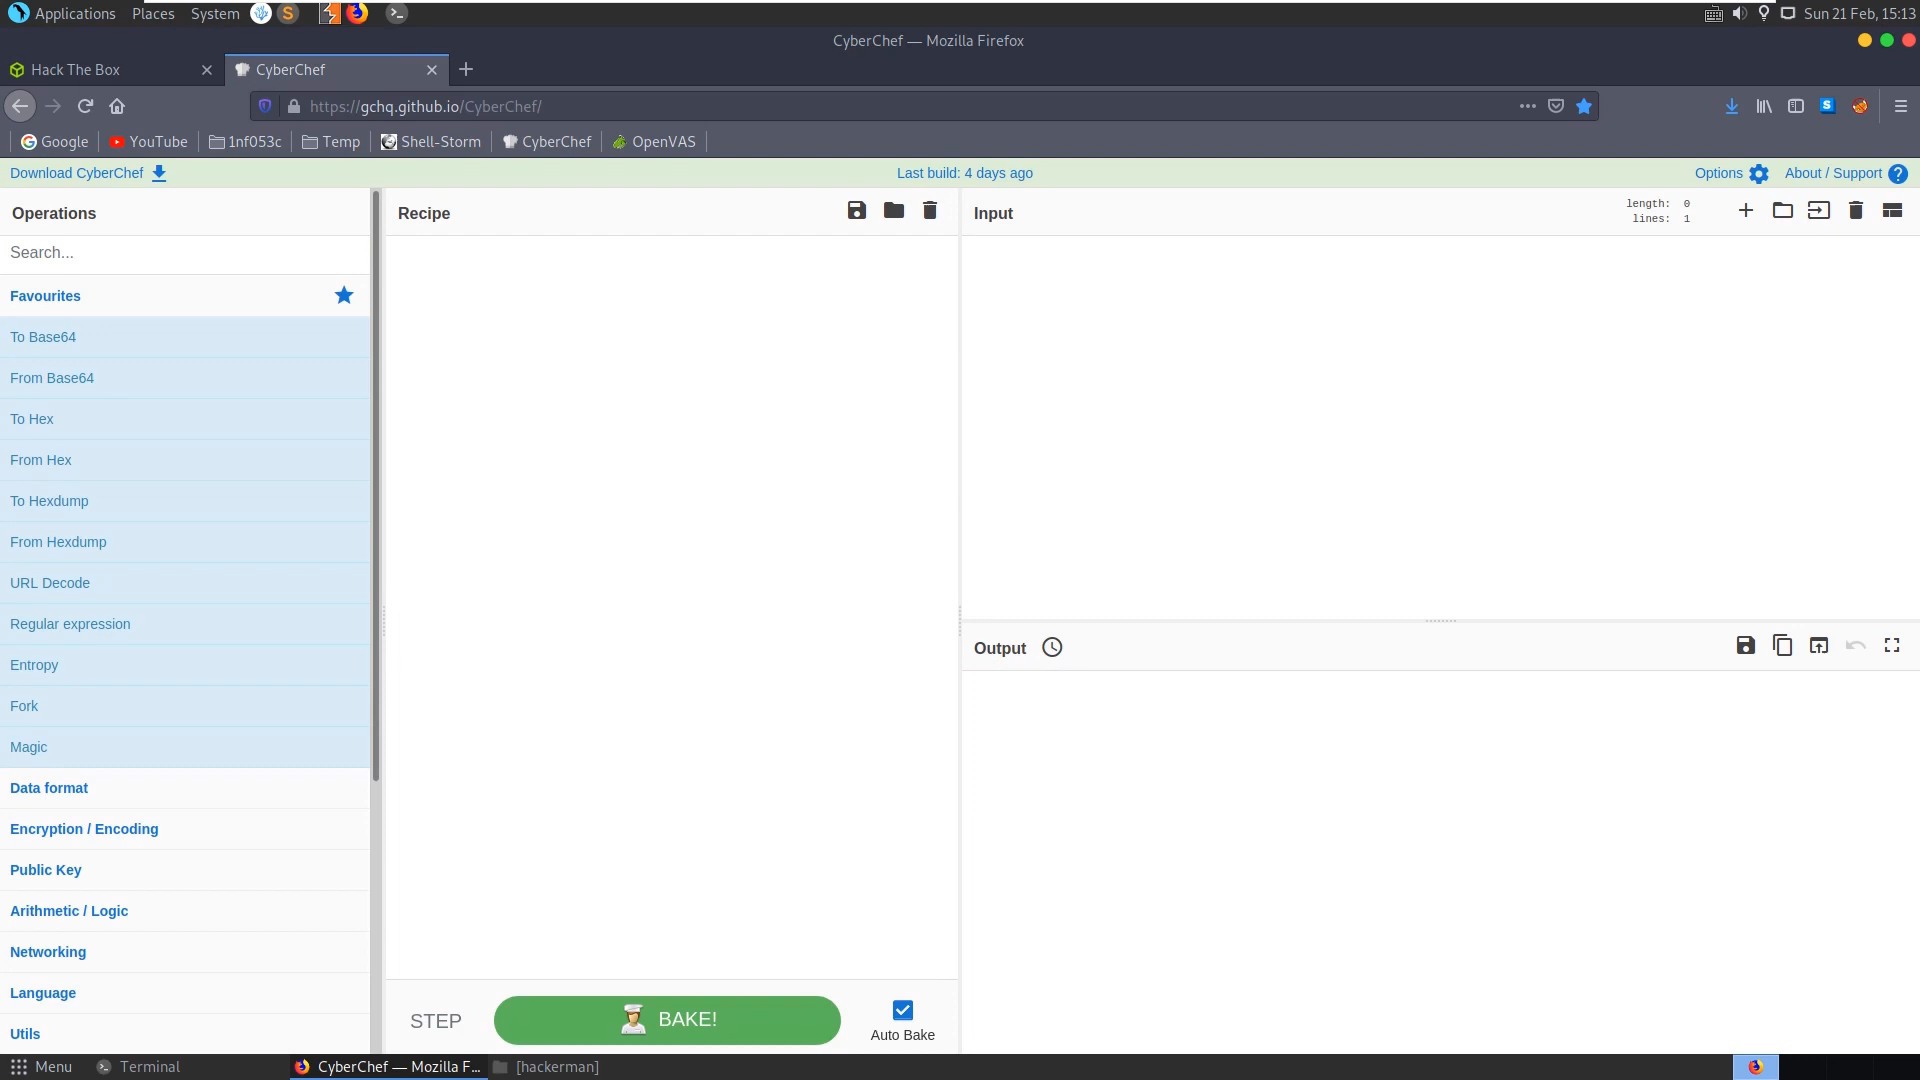 Applications Places System Sun 21 Feb, 15:13
CyberChef — Mozilla Firefox
Hack The Box CyberChef
https://gchq.github.io/CyberChef/
Google YouTube 1nf053c Temp Shell-Storm CyberChef OpenVAS
Download CyberChef Last build: 4 days ago Options About / Support
Operations
Search...
Favourites
To Base64
From Base64
To Hex
From Hex
To Hexdump
From Hexdump
URL Decode
Regular expression
Entropy
Fork
Magic
Data format
Encryption / Encoding
Public Key
Arithmetic / Logic
Networking
Language
Utils
Recipe
STEP BAKE! Auto Bake
Input
length: 0
lines: 1
Output
Menu Terminal CyberChef — Mozilla F... [hackerman]